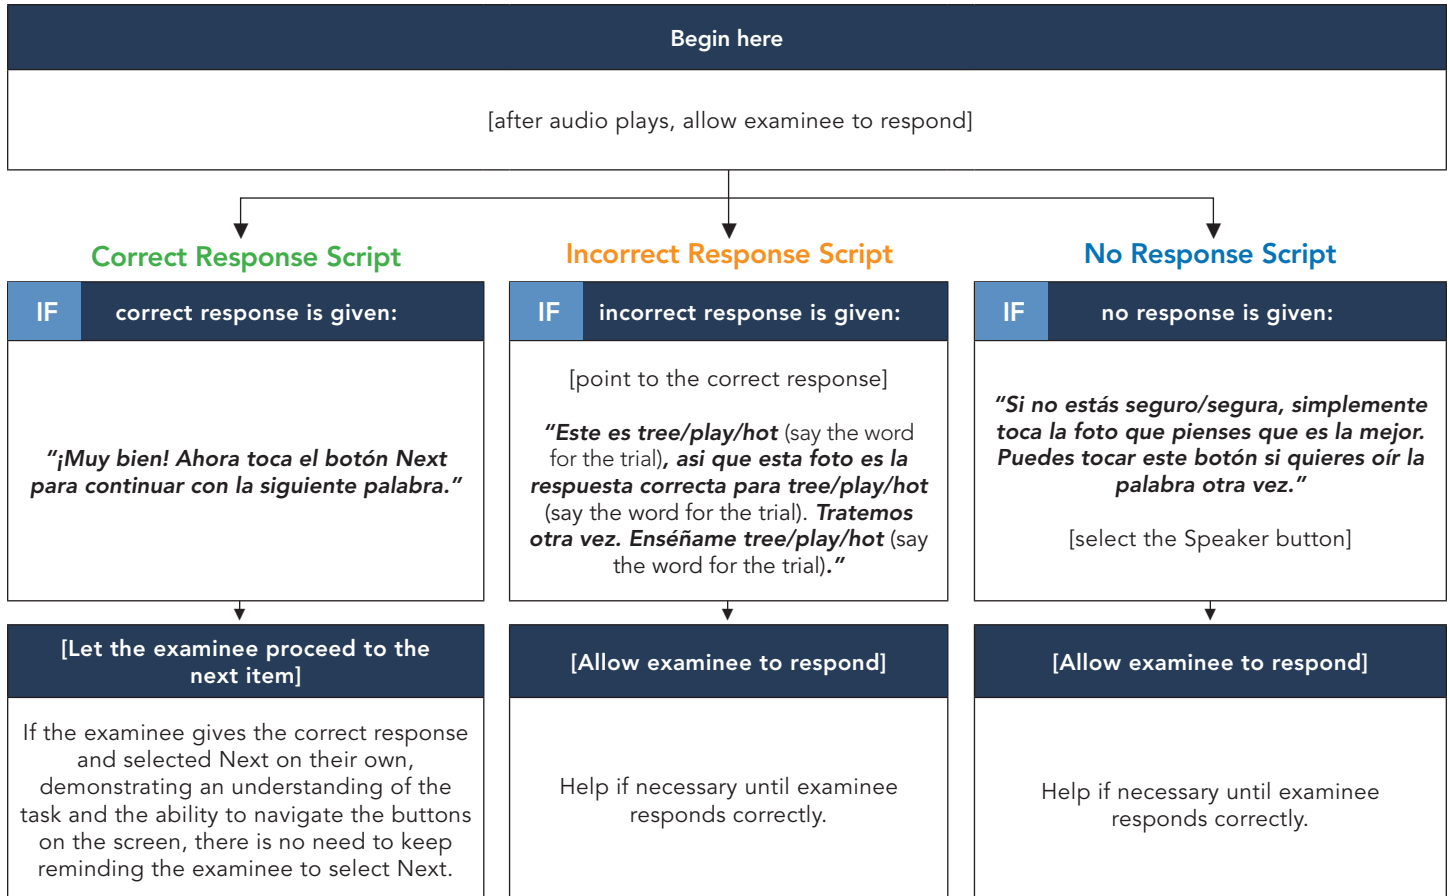 Begin here
[after audio plays, allow examinee to respond]
Correct Response Script
IF correct response is given:
"¡Muy bien! Ahora toca el botón Next
para continuar con la siguiente palabra."
[Let the examinee proceed to the
next item]
If the examinee gives the correct response
and selected Next on their own,
demonstrating an understanding of the
task and the ability to navigate the buttons
on the screen, there is no need to keep
reminding the examinee to select Next.
Incorrect Response Script
IF incorrect response is given:
[point to the correct response]
"Este es tree/play/hot (say the word
for the trial), asi que esta foto es la
respuesta correcta para tree/play/hot
(say the word for the trial). Tratemos
otra vez. Enséñame tree/play/hot (say
the word for the trial)."
[Allow examinee to respond]
Help if necessary until examinee
responds correctly.
No Response Script
IF no response is given:
"Si no estás seguro/segura, simplemente
toca la foto que pienses que es la mejor.
Puedes tocar este botón si quieres oír la
palabra otra vez."
[select the Speaker button]
[Allow examinee to respond]
Help if necessary until examinee
responds correctly.